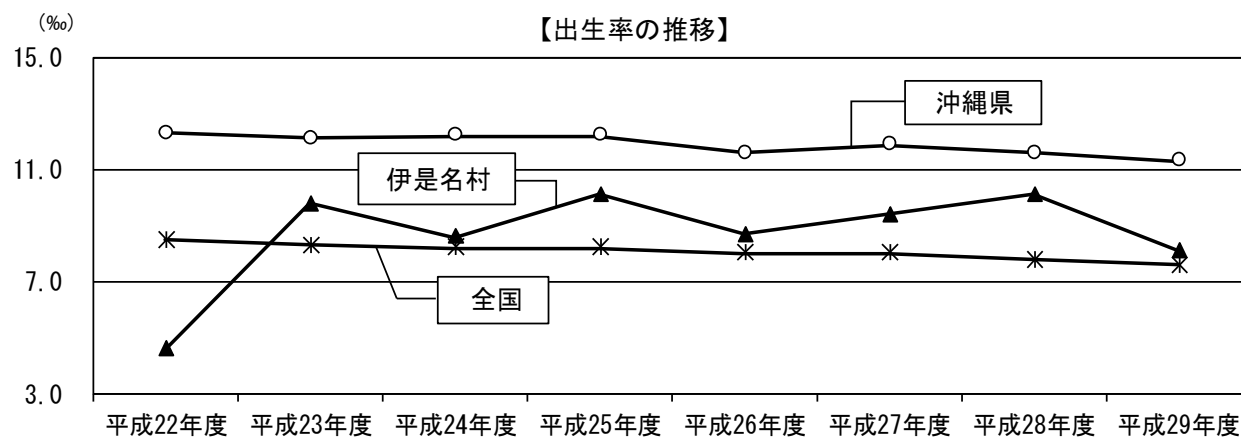 (‰)
【出生率の推移】
15.0
沖縄県
11.0
伊是名村
7.0
全国
3.0
平成22年度 平成23年度 平成24年度 平成25年度 平成26年度 平成27年度 平成28年度 平成29年度